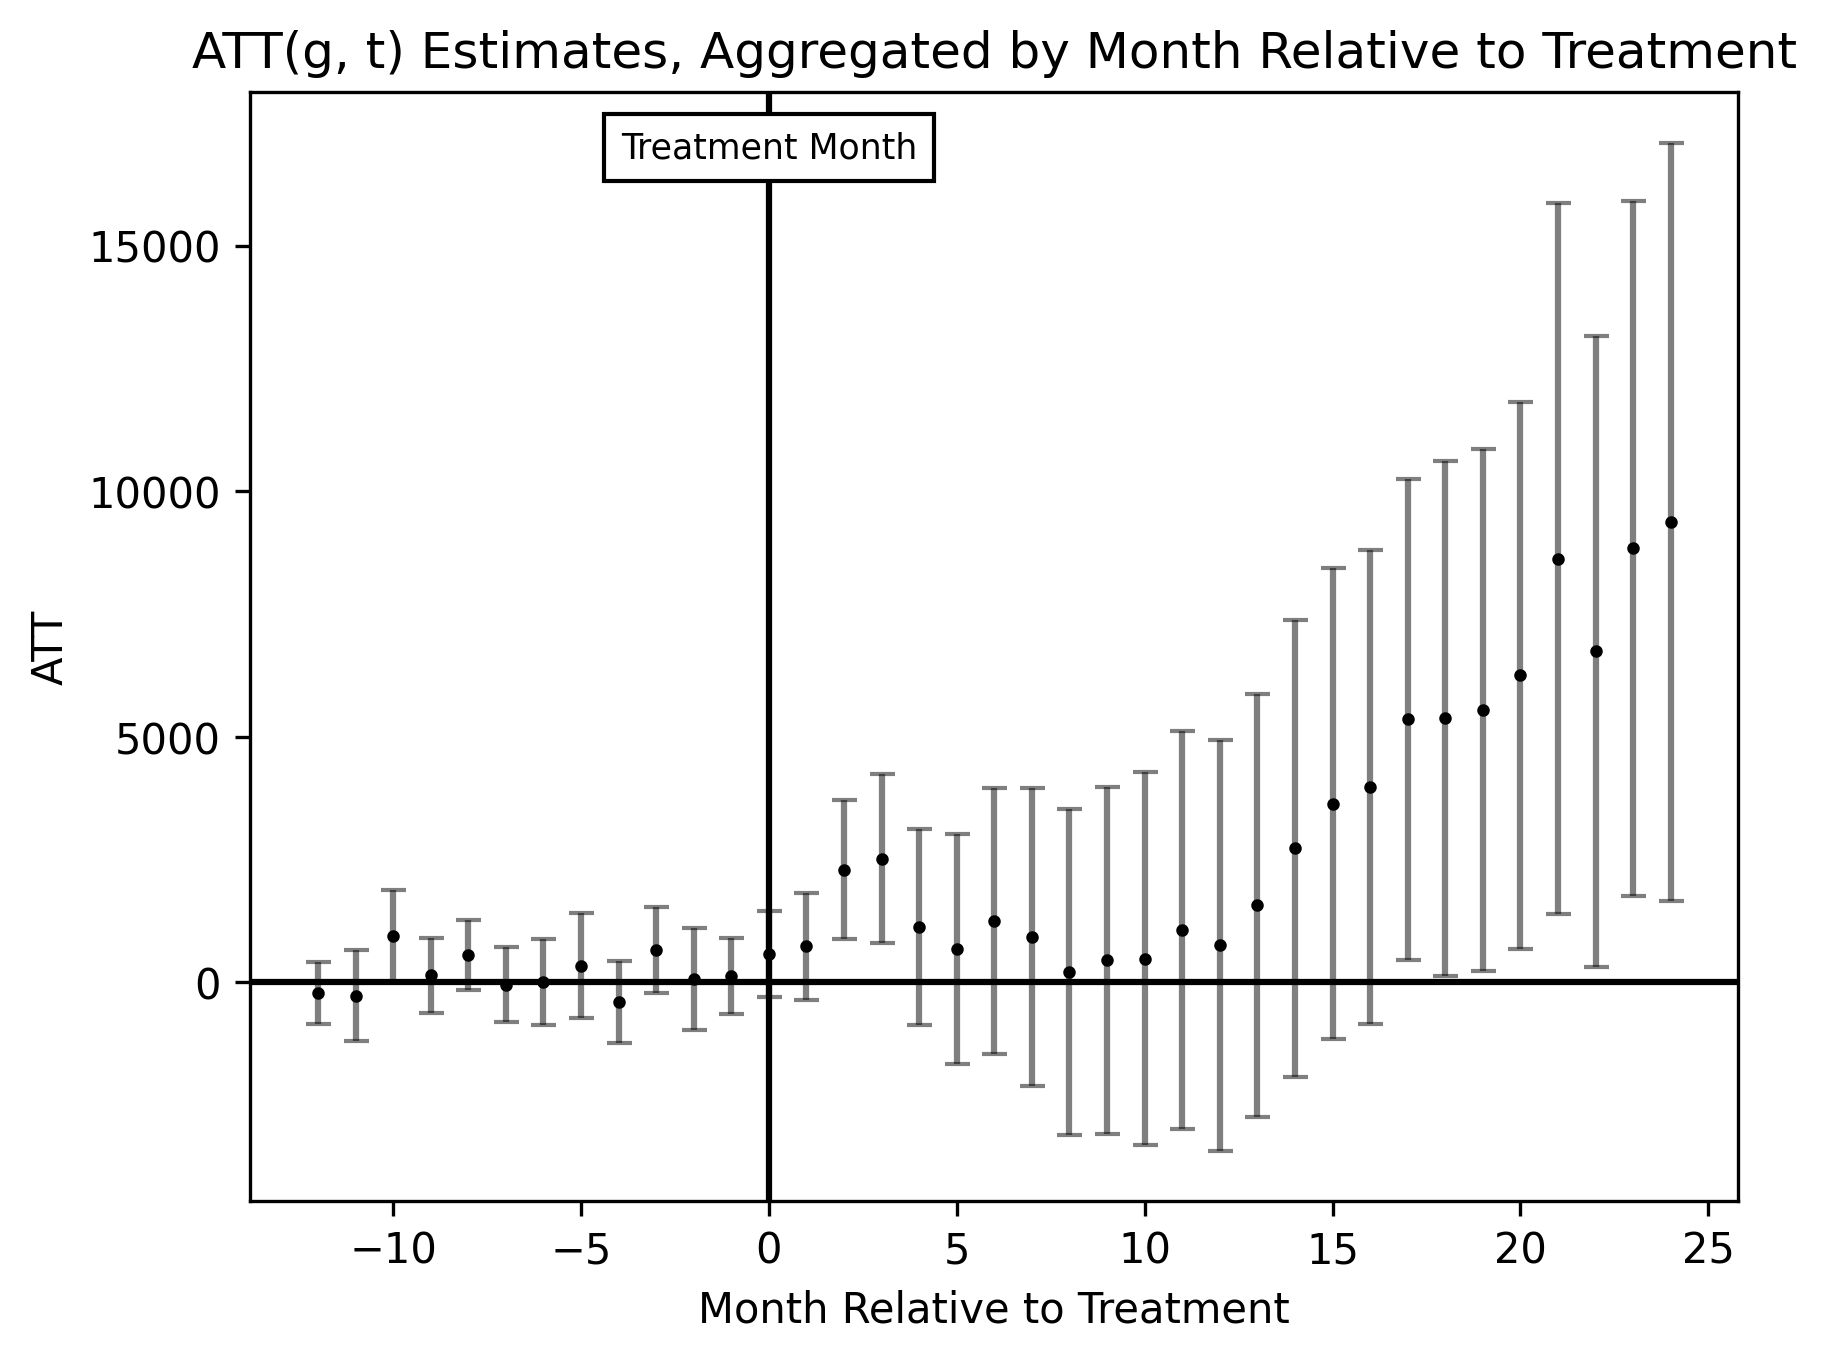 ATT(g, t) Estimates, Aggregated by Month Relative to Treatment
Treatment Month
15000
10000
5000
0
ATT
−10 −5 0 5 10 15 20 25
Month Relative to Treatment